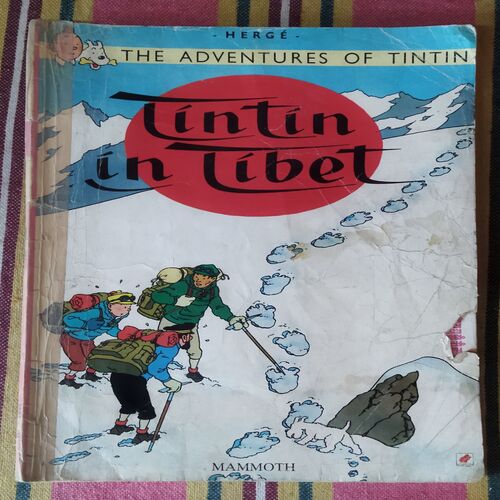 - HERGÉ -
THE ADVENTURES OF TINTIN
Tintin
in Tibet
MAMMOTH